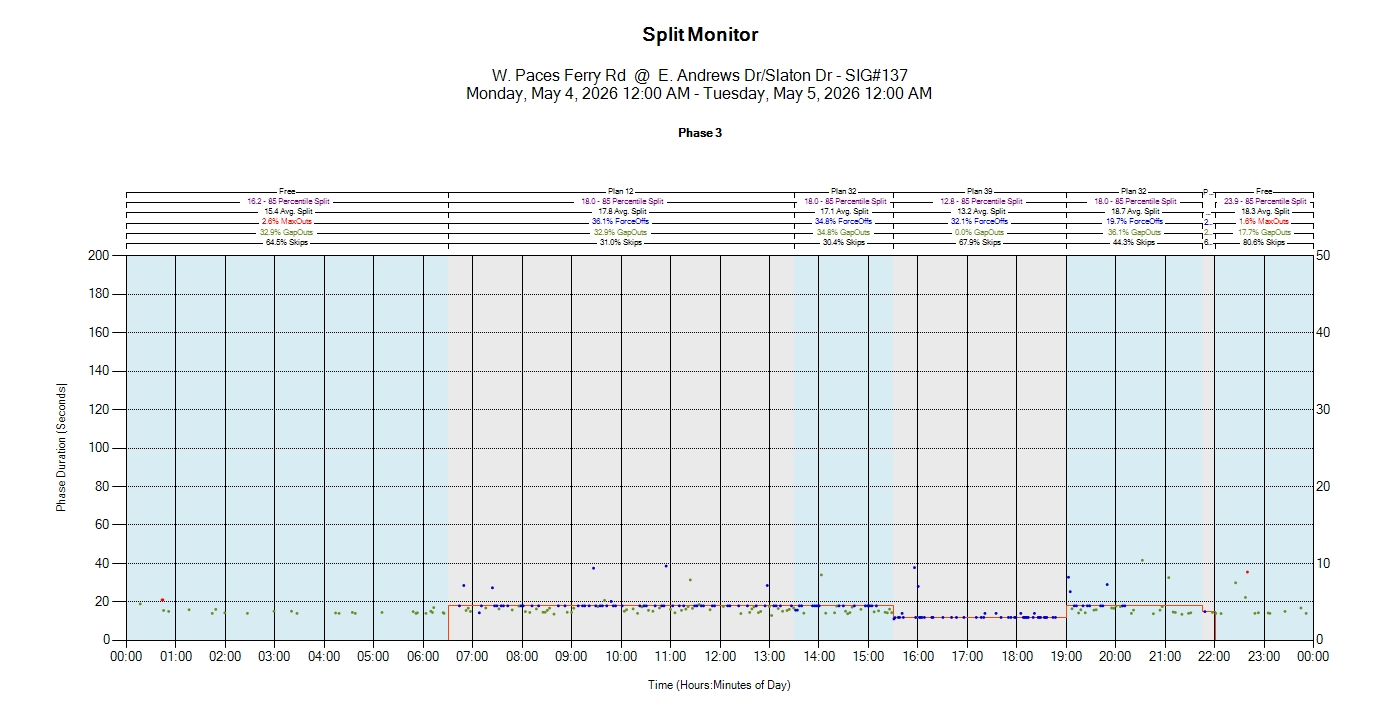 Split Monitor
W. Paces Ferry Rd @ E. Andrews Dr/Slaton Dr - SIG#137
Monday, May 4, 2026 12:00 AM - Tuesday, May 5, 2026 12:00 AM
Phase 3
Free Plan 12 Plan 32 Plan 39 Plan 32 P... Free
16.2 - 85 Percentile Split 18.0 - 85 Percentile Split 18.0 - 85 Percentile Split 12.8 - 85 Percentile Split 18.0 - 85 Percentile Split 23.9 - 85 Percentile Split
15.4 Avg. Split 17.8 Avg. Split 17.1 Avg. Split 13.2 Avg. Split 18.7 Avg. Split 18.3 Avg. Split
2.6% MaxOuts 36.1% ForceOffs 34.8% ForceOffs 32.1% ForceOffs 19.7% ForceOffs 2... 1.6% MaxOuts
32.9% GapOuts 32.9% GapOuts 34.8% GapOuts 0.0% GapOuts 36.1% GapOuts 2... 17.7% GapOuts
64.5% Skips 31.0% Skips 30.4% Skips 67.9% Skips 44.3% Skips 6... 80.6% Skips
200 50
180
160 40
140
120 30
100
80 20
60
40 10
20
0 0
00:00 01:00 02:00 03:00 04:00 05:00 06:00 07:00 08:00 09:00 10:00 11:00 12:00 13:00 14:00 15:00 16:00 17:00 18:00 19:00 20:00 21:00 22:00 23:00 00:00
Phase Duration (Seconds)
Time (Hours:Minutes of Day)